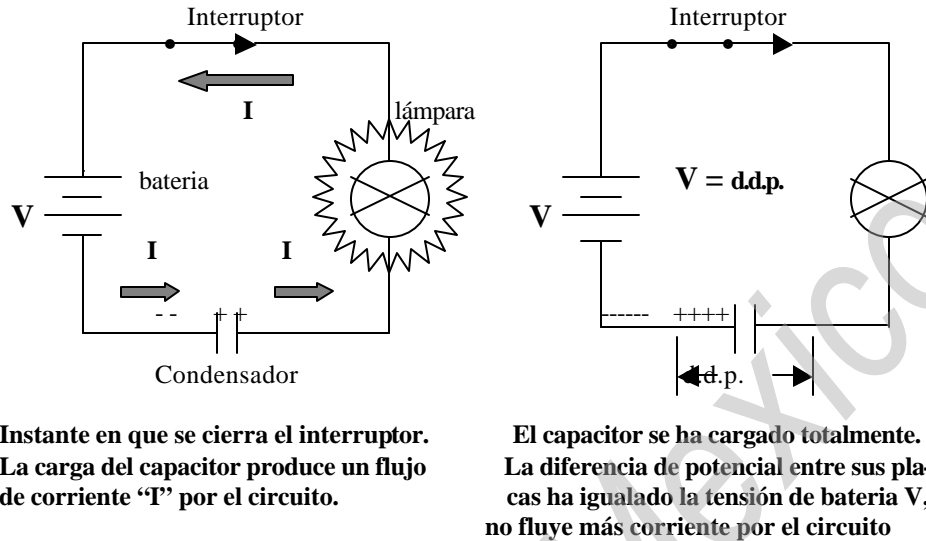 Interruptor
I
lámpara
bateria
V
I I
- - + +
Condensador
Instante en que se cierra el interruptor.
La carga del capacitor produce un flujo
de corriente “I” por el circuito.
Interruptor
V = d.d.p.
V
------ ++++
d.d.p.
El capacitor se ha cargado totalmente.
La diferencia de potencial entre sus pla-
cas ha igualado la tensión de bateria V,
no fluye más corriente por el circuito
Mexico